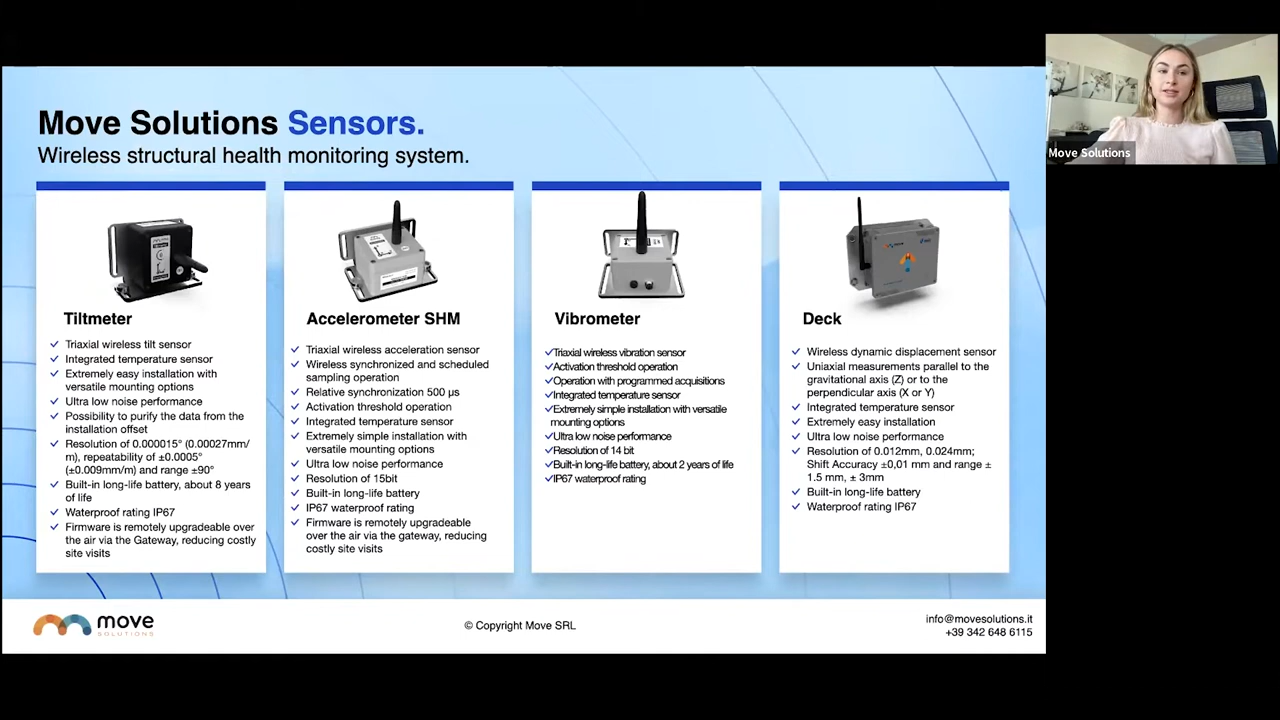 Move Solutions Sensors.
Wireless structural health monitoring system.
Tiltmeter
Triaxial wireless tilt sensor
Integrated temperature sensor
Extremely easy installation with
versatile mounting options
Ultra low noise performance
Possibility to purify the data from the
installation offset
Resolution of 0.000015° (0.00027mm/
m), repeatability of ±0.0005°
(±0.009mm/m) and range ±90°
Built-in long-life battery, about 8 years
of life
Waterproof rating IP67
Firmware is remotely upgradeable over
the air via the Gateway, reducing costly
site visits
Accelerometer SHM
Triaxial wireless acceleration sensor
Wireless synchronized and scheduled
sampling operation
Relative synchronization 500 µs
Activation threshold operation
Integrated temperature sensor
Extremely simple installation with
versatile mounting options
Ultra low noise performance
Resolution of 15bit
Built-in long-life battery
IP67 waterproof rating
Firmware is remotely upgradeable
over the air via the gateway, reducing
costly site visits
Vibrometer
Triaxial wireless vibration sensor
Activation threshold operation
Operation with programmed acquisitions
Integrated temperature sensor
Extremely simple installation with versatile
mounting options
Ultra low noise performance
Resolution of 14 bit
Built-in long-life battery, about 2 years of life
IP67 waterproof rating
Deck
Wireless dynamic displacement sensor
Uniaxial measurements parallel to the
gravitational axis (Z) or to the
perpendicular axis (X or Y)
Integrated temperature sensor
Extremely easy installation
Ultra low noise performance
Resolution of 0.012mm, 0.024mm;
Shift Accuracy ±0,01 mm and range ±
1.5 mm, ± 3mm
Built-in long-life battery
Waterproof rating IP67
move
SOLUTIONS
© Copyright Move SRL
info@movesolutions.it
+39 342 648 6115
Move Solutions